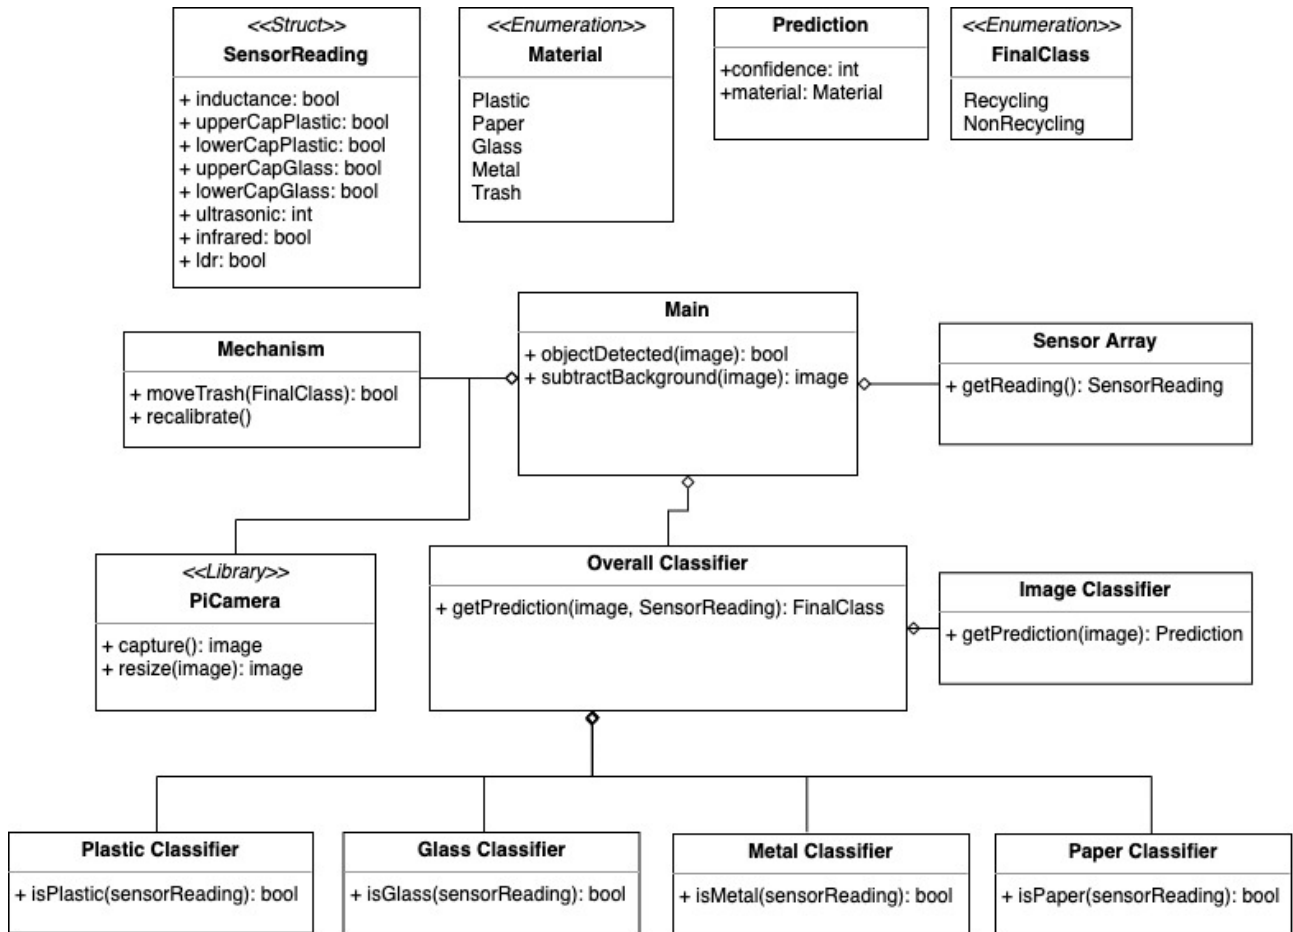 <<Struct>>
SensorReading
+ inductance: bool
+ upperCapPlastic: bool
+ lowerCapPlastic: bool
+ upperCapGlass: bool
+ lowerCapGlass: bool
+ ultrasonic: int
+ infrared: bool
+ ldr: bool
<<Enumeration>>
Material
Plastic
Paper
Glass
Metal
Trash
Prediction
+confidence: int
+material: Material
<<Enumeration>>
FinalClass
Recycling
NonRecycling
Mechanism
+ moveTrash(FinalClass): bool
+ recalibrate()
Main
+ objectDetected(image): bool
+ subtractBackground(image): image
Sensor Array
+ getReading(): SensorReading
<<Library>>
PiCamera
+ capture(): image
+ resize(image): image
Overall Classifier
+ getPrediction(image, SensorReading): FinalClass
Image Classifier
+ getPrediction(image): Prediction
Plastic Classifier
+ isPlastic(sensorReading): bool
Glass Classifier
+ isGlass(sensorReading): bool
Metal Classifier
+ isMetal(sensorReading): bool
Paper Classifier
+ isPaper(sensorReading): bool